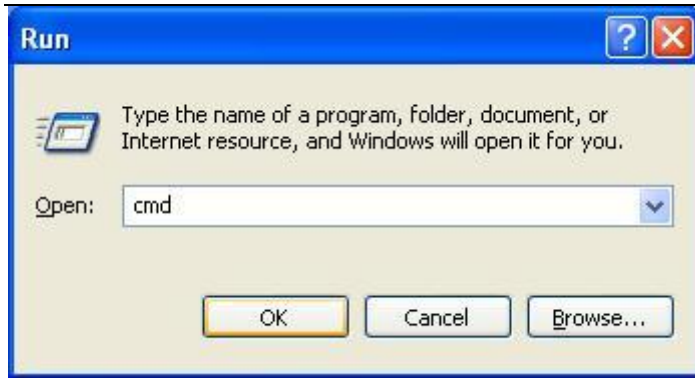 Run
Type the name of a program, folder, document, or
Internet resource, and Windows will open it for you.
Open: cmd
OK Cancel Browse...